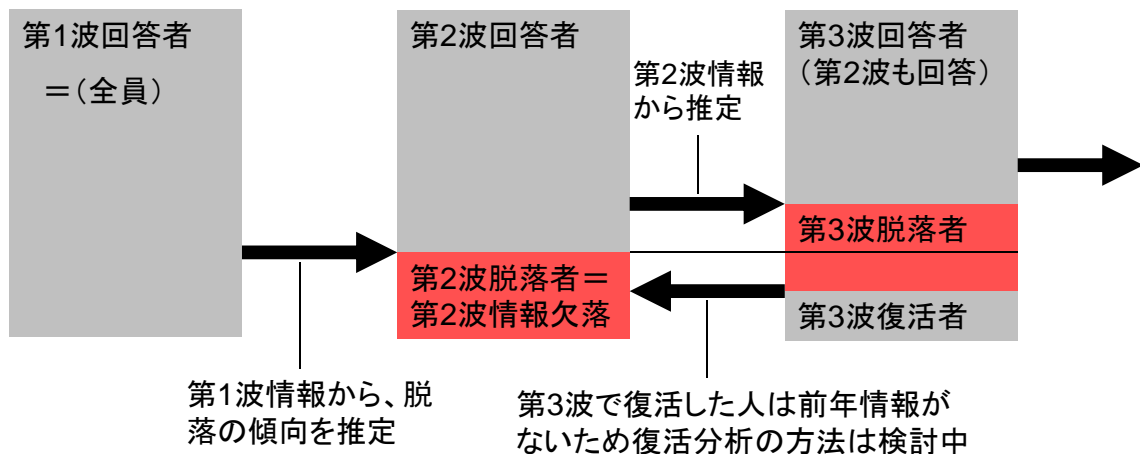 第1波回答者
＝（全員）
第2波回答者
第2波情報
から推定
第3波回答者
（第2波も回答）
第3波脱落者
第2波脱落者＝
第2波情報欠落
第3波復活者
第1波情報から、脱
落の傾向を推定
第3波で復活した人は前年情報が
ないため復活分析の方法は検討中